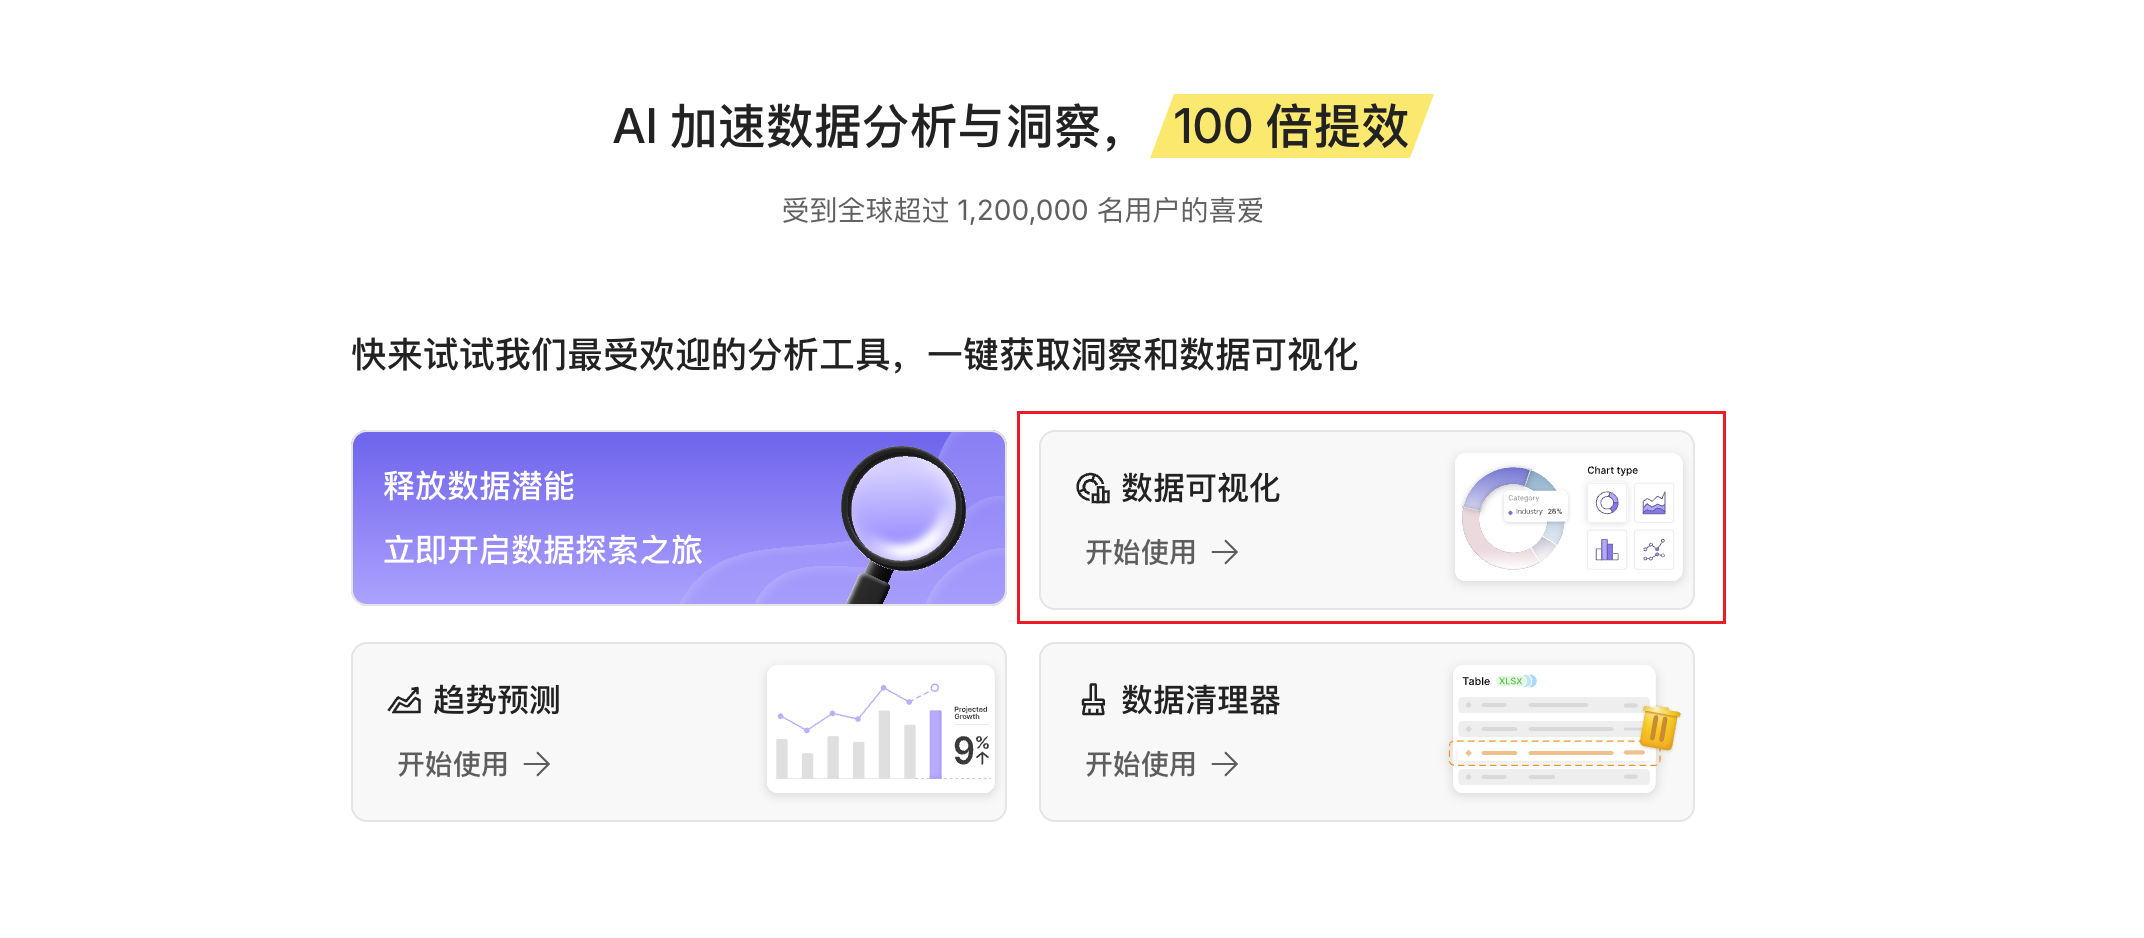 AI 加速数据分析与洞察， 100 倍提效
受到全球超过 1,200,000 名用户的喜爱
快来试试我们最受欢迎的分析工具，一键获取洞察和数据可视化
释放数据潜能
立即开启数据探索之旅
数据可视化
开始使用 →
Chart type
Category
Industry 26%
趋势预测
开始使用 →
Projected
Growth
9%↑
数据清理器
开始使用 →
Table XLSX